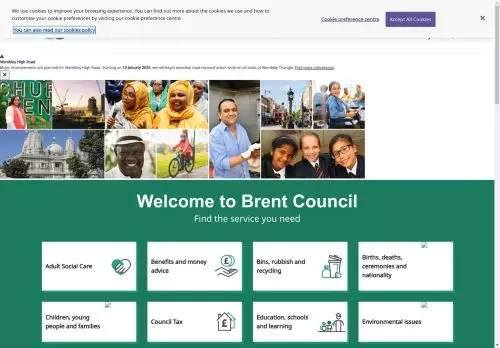 We use cookies to improve your browsing experience. You can find out more about the cookies we use and how to
customise your cookie preferences by visiting our cookie preference centre
You can also read our cookies policy
Cookie preference centre
Accept All Cookies
Wembley High Road
Major improvements are planned for Wembley High Road. Starting on 13 January 2025, we will begin essential road reconstruction work on all sides of Wembley Triangle. Find more information.
Welcome to Brent Council
Find the service you need
Adult Social Care
Benefits and money
advice
Bins, rubbish and
recycling
Births, deaths,
ceremonies and
nationality
Children, young
people and families
Council Tax
Education, schools
and learning
Environmental issues